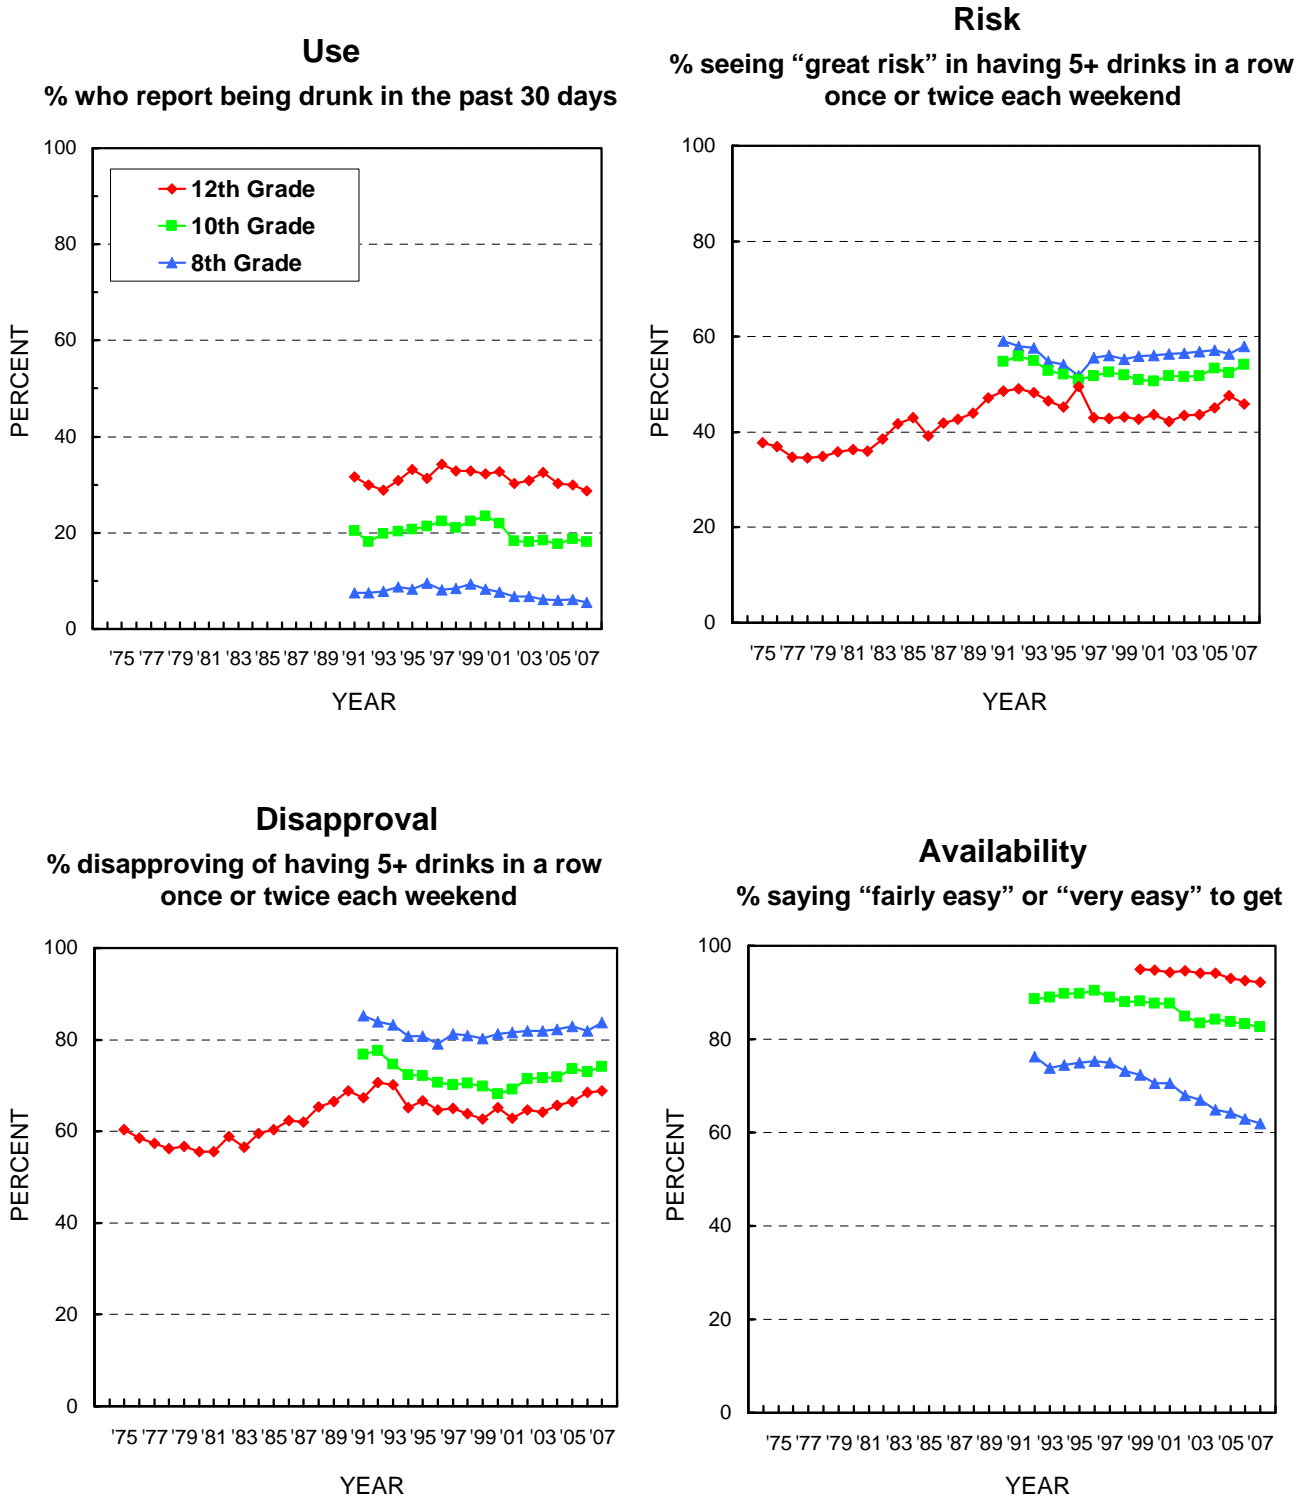 Use
% who report being drunk in the past 30 days
100
80
60
40
20
0
PERCENT
12th Grade
10th Grade
8th Grade
'75 '77 '79 '81 '83 '85 '87 '89 '91 '93 '95 '97 '99 '01 '03 '05 '07
YEAR
Risk
% seeing “great risk” in having 5+ drinks in a row
once or twice each weekend
100
80
60
40
20
0
PERCENT
'75 '77 '79 '81 '83 '85 '87 '89 '91 '93 '95 '97 '99 '01 '03 '05 '07
YEAR
Disapproval
% disapproving of having 5+ drinks in a row
once or twice each weekend
100
80
60
40
20
0
PERCENT
'75 '77 '79 '81 '83 '85 '87 '89 '91 '93 '95 '97 '99 '01 '03 '05 '07
YEAR
Availability
% saying “fairly easy” or “very easy” to get
100
80
60
40
20
0
PERCENT
'75 '77 '79 '81 '83 '85 '87 '89 '91 '93 '95 '97 '99 '01 '03 '05 '07
YEAR